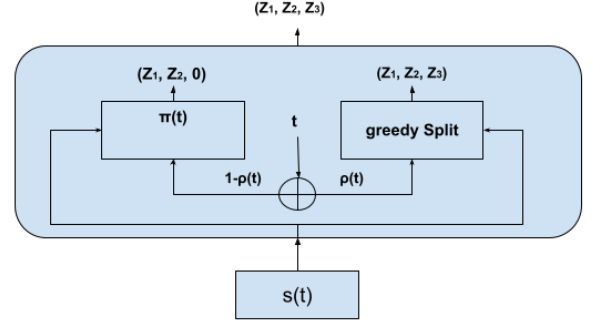 (Z₁, Z₂, Z₃)
(Z₁, Z₂, 0)
(Z₁, Z₂, Z₃)
π(t)
t
greedy Split
1-ρ(t)
ρ(t)
s(t)